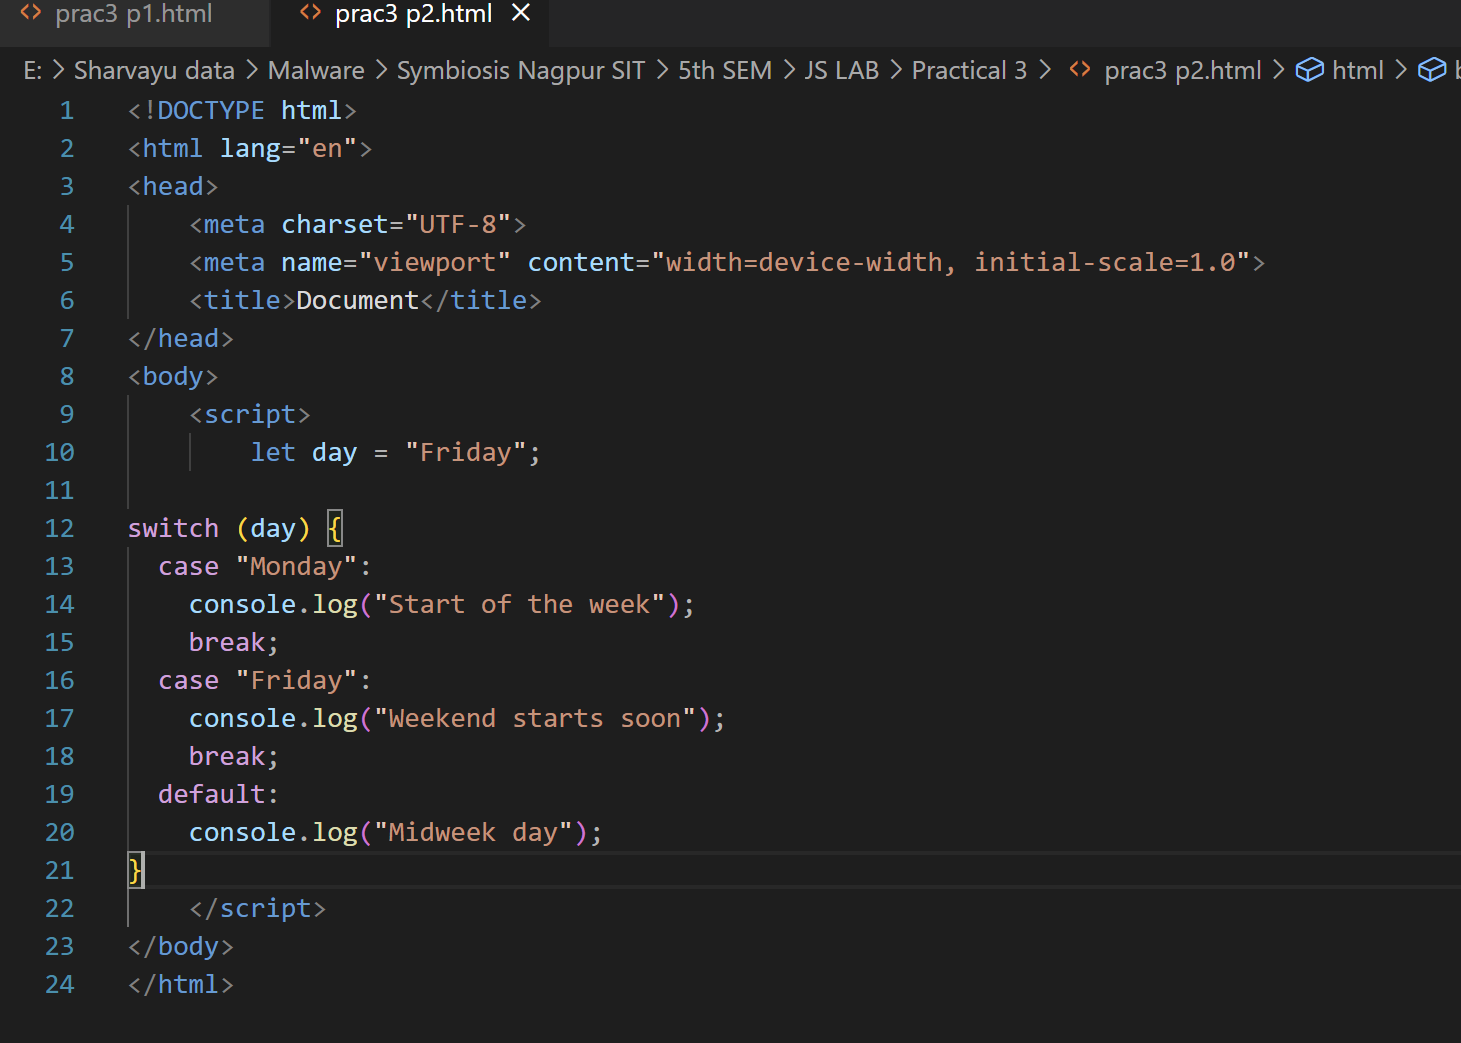 prac3 p1.html prac3 p2.html
E: > Sharvayu data > Malware > Symbiosis Nagpur SIT > 5th SEM > JS LAB > Practical 3 > prac3 p2.html > html >
1 <!DOCTYPE html>
2 <html lang="en">
3 <head>
4     <meta charset="UTF-8">
5     <meta name="viewport" content="width=device-width, initial-scale=1.0">
6     <title>Document</title>
7 </head>
8 <body>
9     <script>
10         let day = "Friday";
11
12 switch (day) {
13   case "Monday":
14     console.log("Start of the week");
15     break;
16   case "Friday":
17     console.log("Weekend starts soon");
18     break;
19   default:
20     console.log("Midweek day");
21 }
22     </script>
23 </body>
24 </html>